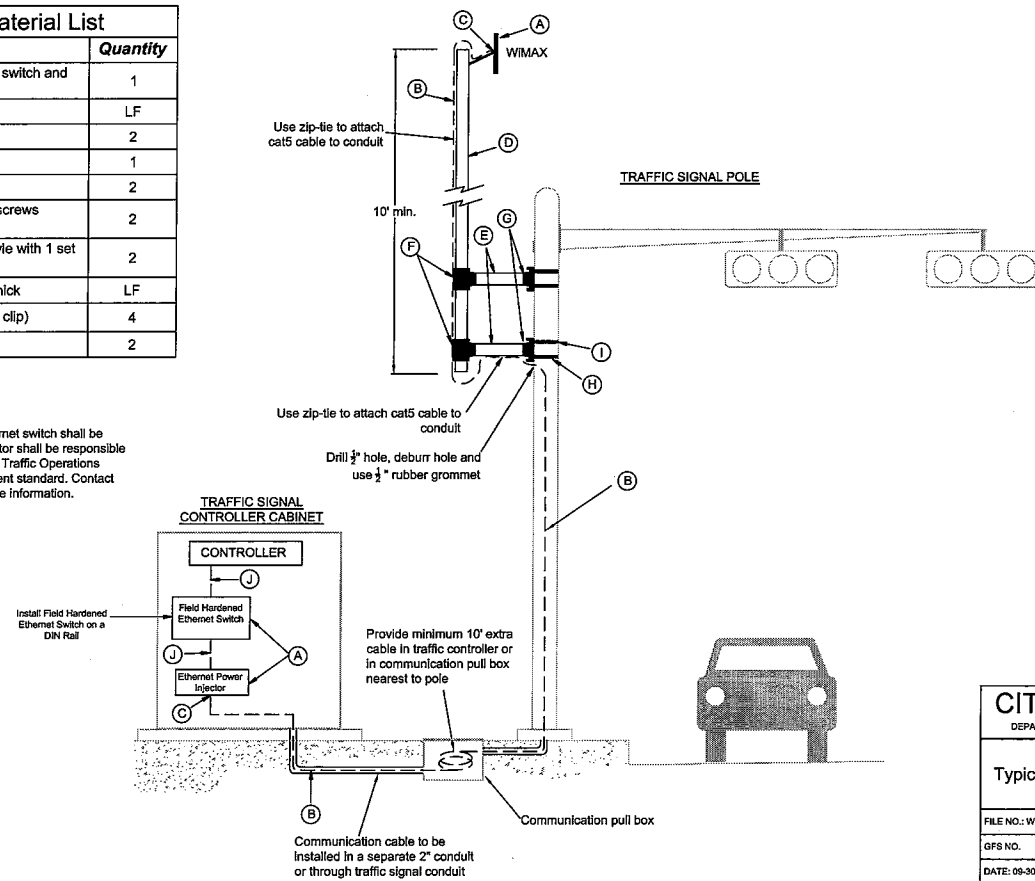 aterial List
Quantity
switch and
1
LF
2
1
2
screws
2
vie with 1 set
2
hick
LF
clip)
4
2
rnet switch shall be
tor shall be responsible
Traffic Operations
ent standard. Contact
e information.
C
A
WiMAX
B
Use zip-tie to attach
cat5 cable to conduit
D
10' min.
TRAFFIC SIGNAL POLE
F
E
G
I
H
Use zip-tie to attach cat5 cable to
conduit
Drill ½" hole, deburr hole and
use ½" rubber grommet
B
TRAFFIC SIGNAL
CONTROLLER CABINET
CONTROLLER
J
Install Field Hardened
Ethernet Switch on a
DIN Rail
Field Hardened
Ethernet Switch
J
A
Ethernet Power
Injector
C
Provide minimum 10' extra
cable in traffic controller or
in communication pull box
nearest to pole
B
Communication pull box
Communication cable to be
installed in a separate 2" conduit
or through traffic signal conduit
CIT
DEPA
Typic
FILE NO.: W
GFS NO.
DATE: 09-30